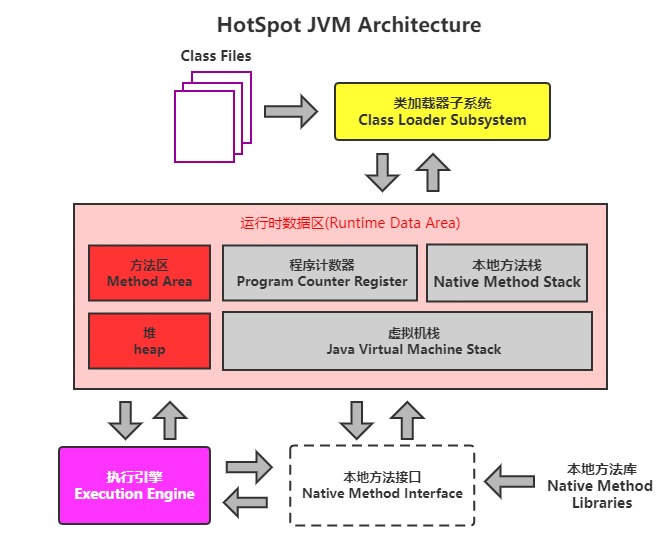 HotSpot JVM Architecture
Class Files
类加载器子系统
Class Loader Subsystem
运行时数据区(Runtime Data Area)
方法区
Method Area
程序计数器
Program Counter Register
本地方法栈
Native Method Stack
堆
heap
虚拟机栈
Java Virtual Machine Stack
执行引擎
Execution Engine
本地方法接口
Native Method Interface
本地方法库
Native Method
Libraries